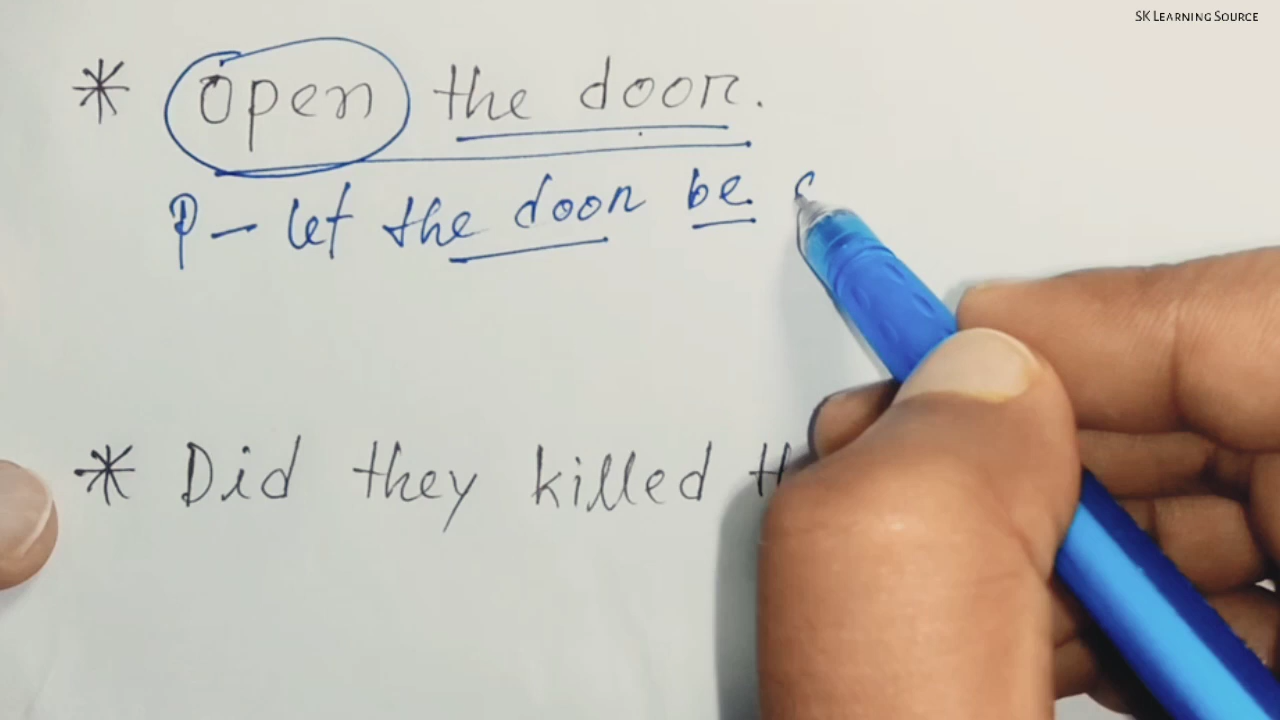 SK LEARNING SOURCE
* Open the door.
P - let the door be
* Did they killed